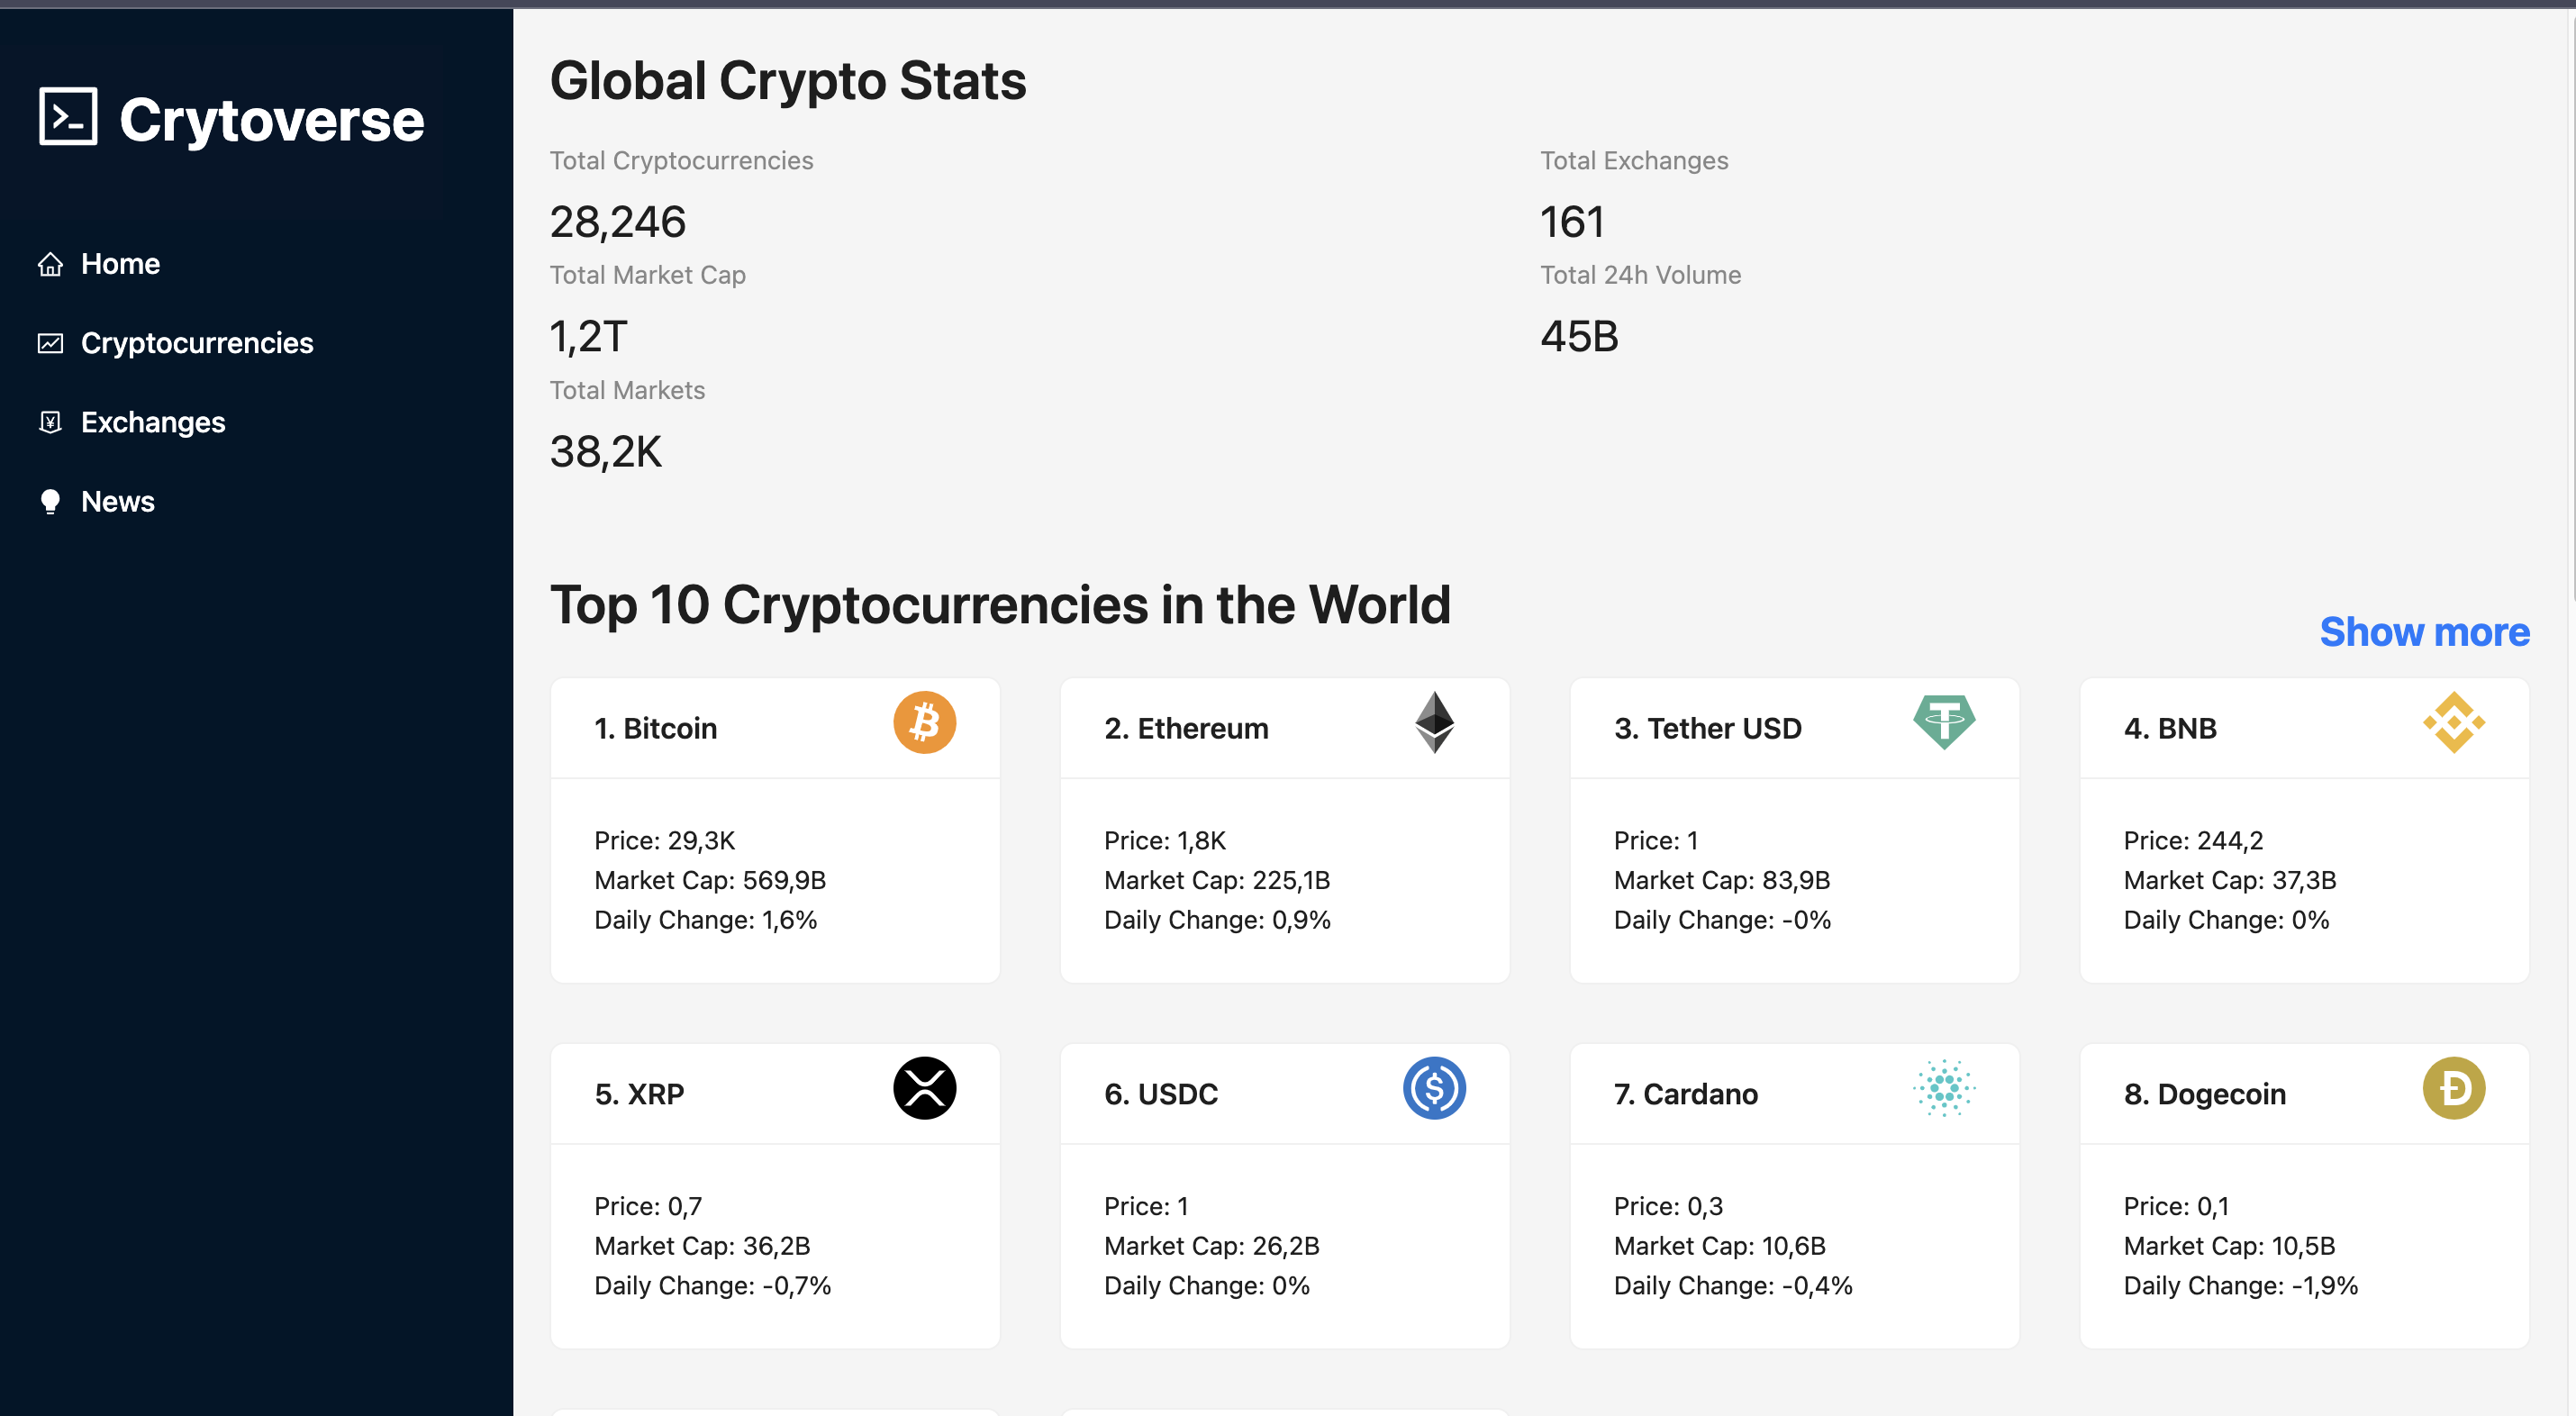 Crytoverse
Home
Cryptocurrencies
Exchanges
News
Global Crypto Stats
Total Cryptocurrencies
28,246
Total Exchanges
161
Total Market Cap
1,2T
Total 24h Volume
45B
Total Markets
38,2K
Top 10 Cryptocurrencies in the World
Show more
1. Bitcoin
Price: 29,3K
Market Cap: 569,9B
Daily Change: 1,6%
2. Ethereum
Price: 1,8K
Market Cap: 225,1B
Daily Change: 0,9%
3. Tether USD
Price: 1
Market Cap: 83,9B
Daily Change: -0%
4. BNB
Price: 244,2
Market Cap: 37,3B
Daily Change: 0%
5. XRP
Price: 0,7
Market Cap: 36,2B
Daily Change: -0,7%
6. USDC
Price: 1
Market Cap: 26,2B
Daily Change: 0%
7. Cardano
Price: 0,3
Market Cap: 10,6B
Daily Change: -0,4%
8. Dogecoin
Price: 0,1
Market Cap: 10,5B
Daily Change: -1,9%